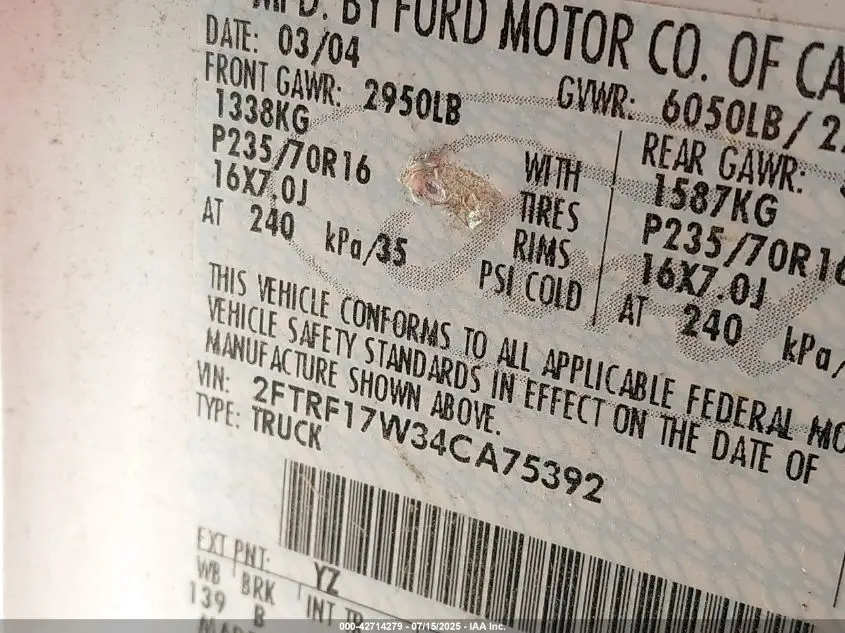 MFD. BY FORD MOTOR CO. OF CA
DATE: 03/04
GVWR: 6050LB/2
FRONT GAWR: 2950LB
REAR GAWR:
1338KG
1587KG
P235/70R16 WITH TIRES
P235/70R16
16X7.0J RIMS
16X7.0J
AT 240 kPa/35 PSI COLD
AT 240 kPa/
THIS VEHICLE CONFORMS TO ALL APPLICABLE FEDERAL MO
VEHICLE SAFETY STANDARDS IN EFFECT ON THE DATE OF
MANUFACTURE SHOWN ABOVE.
VIN: 2FTRF17W34CA75392
TYPE: TRUCK
EXT PNT: YZ
WB BRK INT
139 B
000-42714279 - 07/15/2025 - IAA Inc.